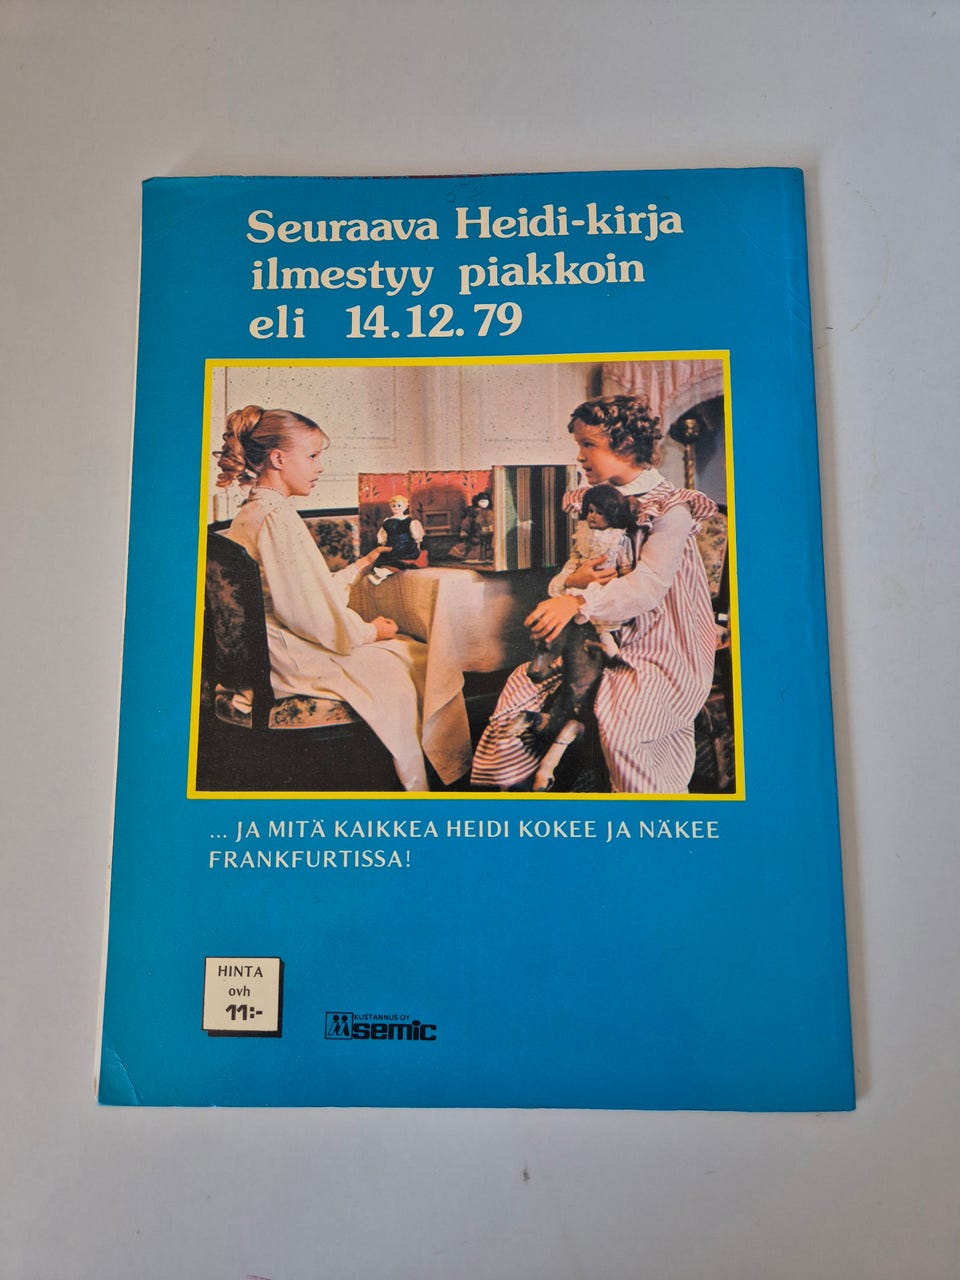 Seuraava Heidi-kirja
ilmestyy piakkoin
eli 14.12.79
... JA MITÄ KAIKKEA HEIDI KOKEE JA NÄKEE
FRANKFURTISSA!
HINTA
ovh
11:-
KUSTANNUS OY
semic